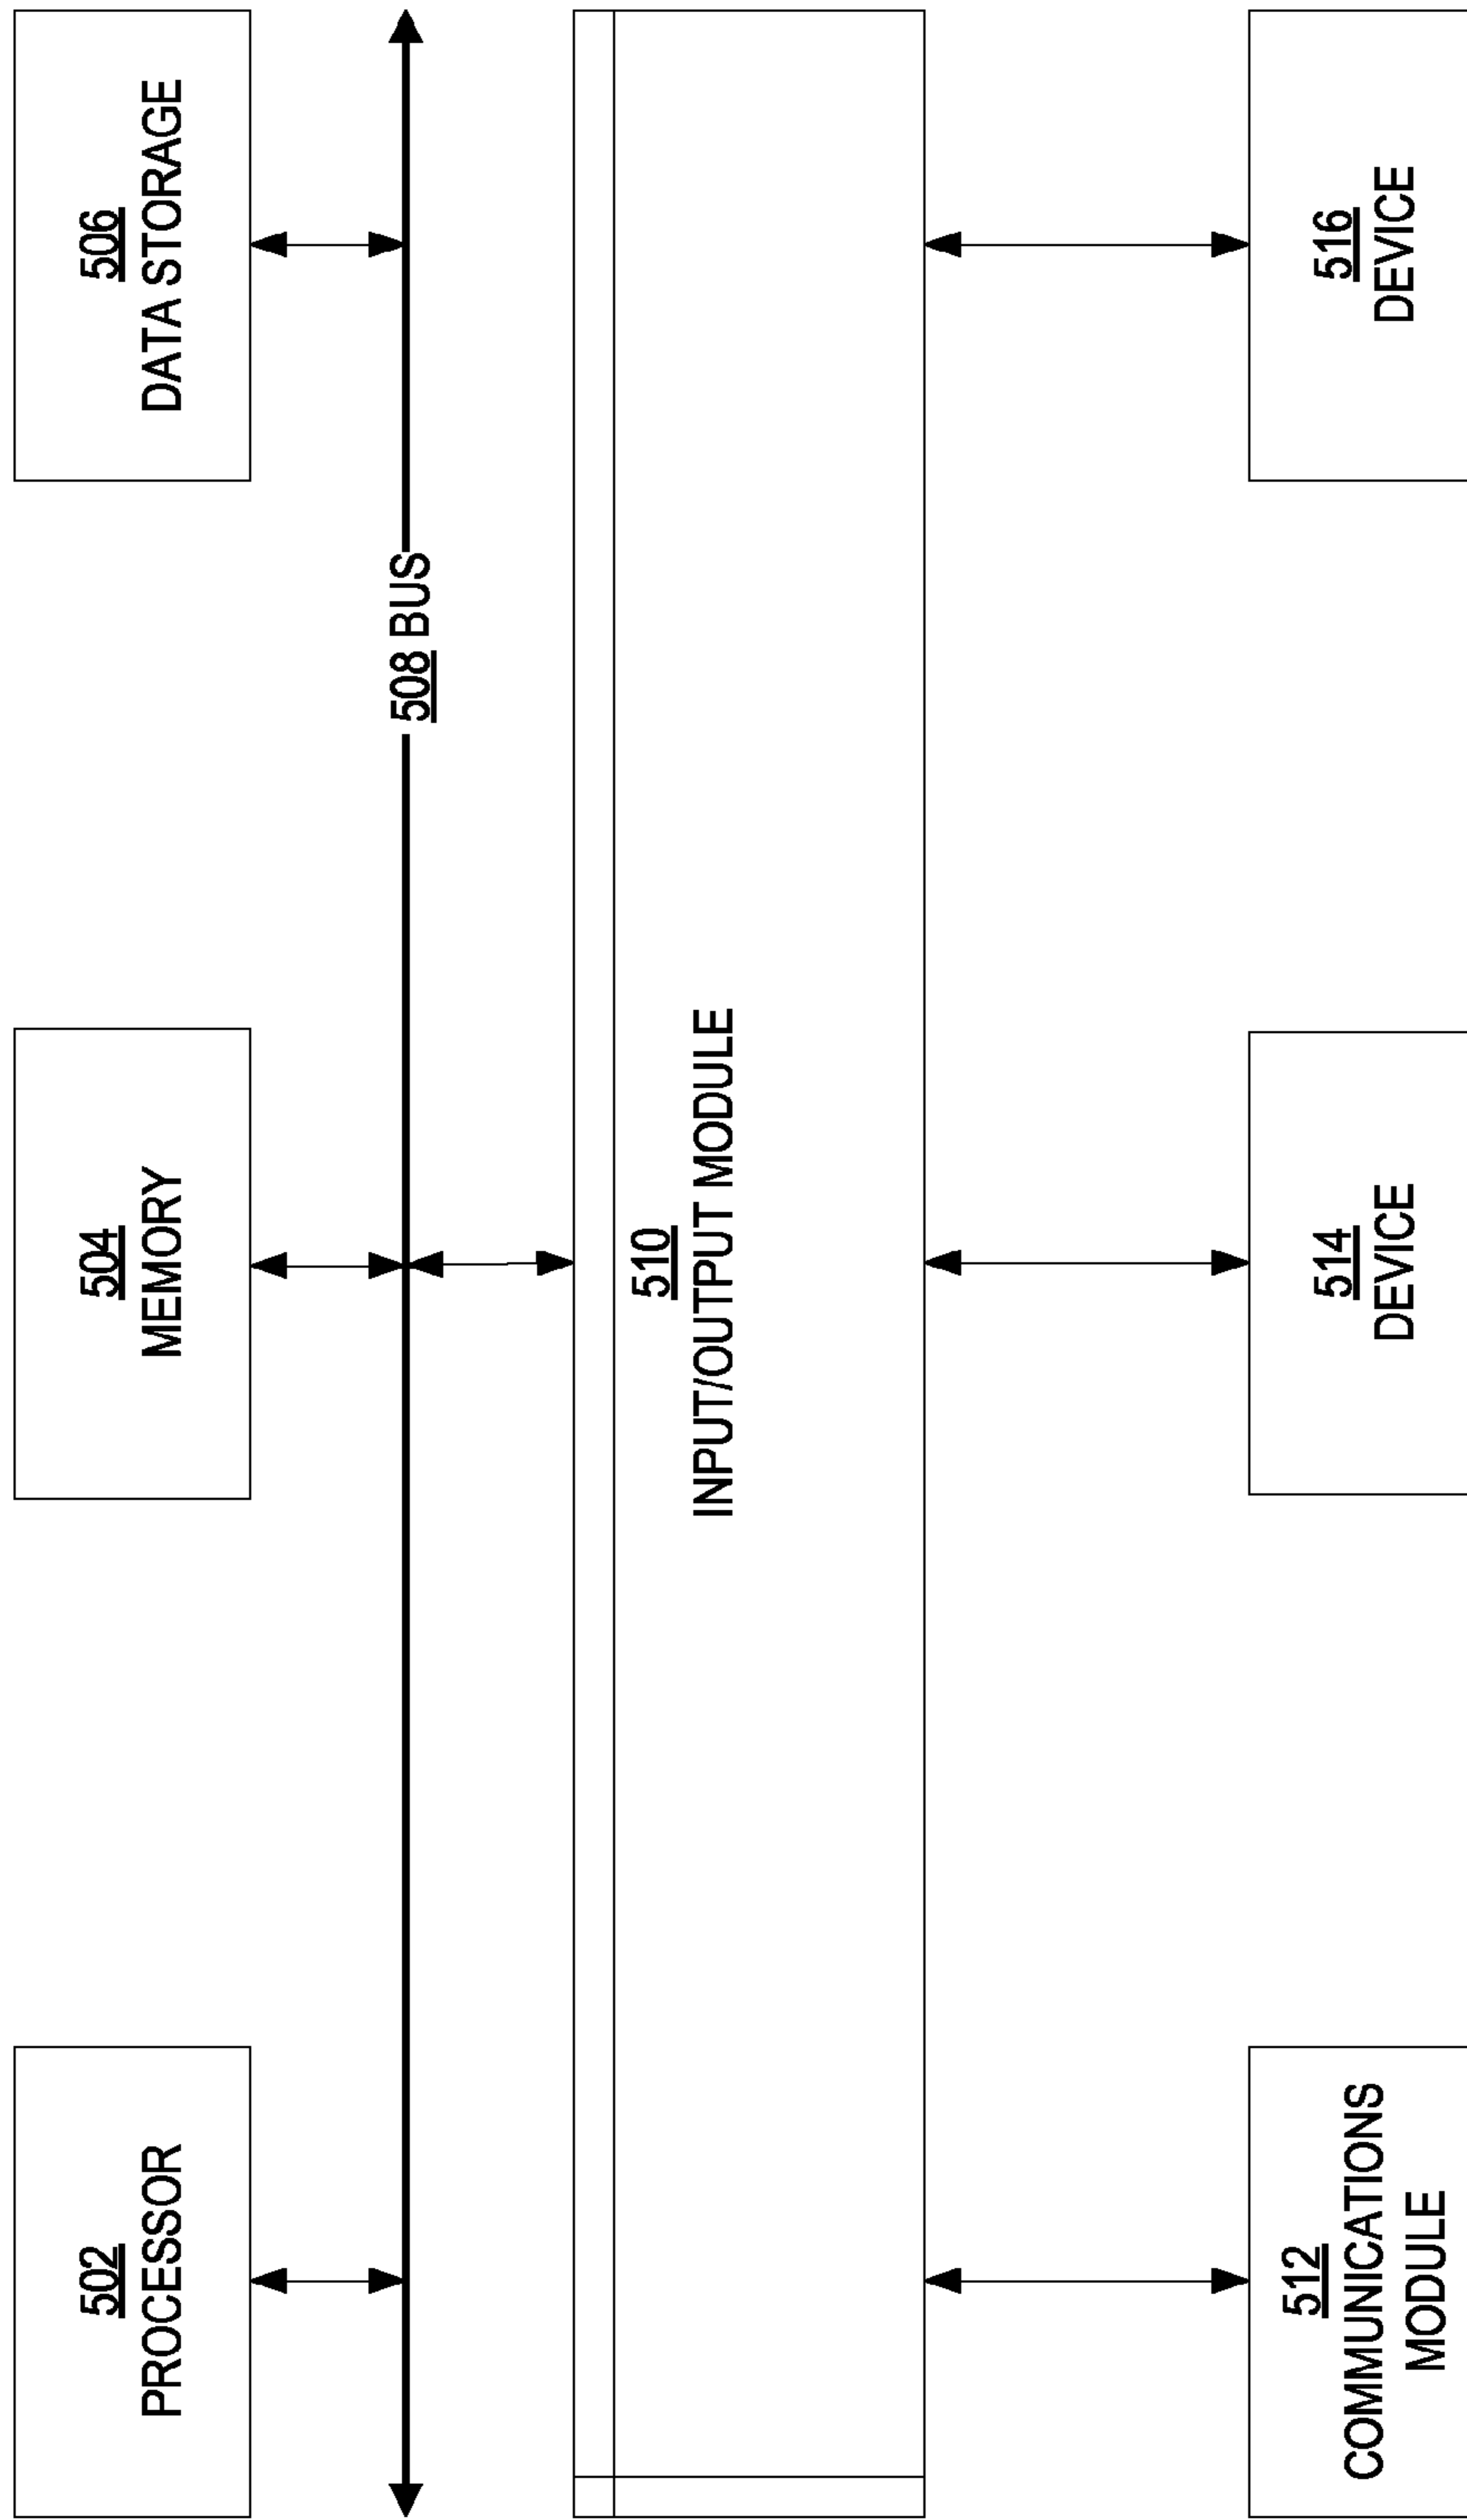 502
PROCESSOR
504
MEMORY
506
DATA STORAGE
508 BUS
510
INPUT/OUTPUT MODULE
512
COMMUNICATIONS
MODULE
514
DEVICE
516
DEVICE